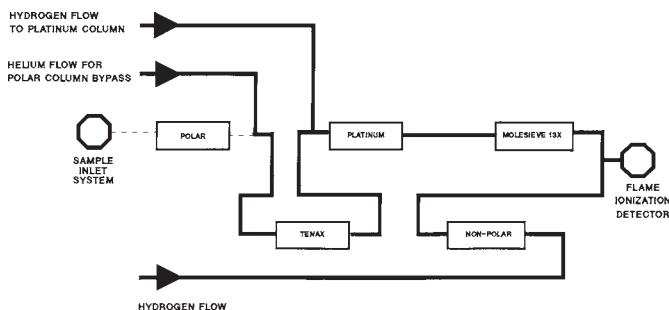 HYDROGEN FLOW
TO PLATINUM COLUMN
HELIUM FLOW FOR
POLAR COLUMN BYPASS
POLAR
PLATINUM
MOLESIEVE 13X
SAMPLE
INLET
SYSTEM
FLAME
IONIZATION
DETECTOR
TENAX
NON-POLAR
HYDROGEN FLOW